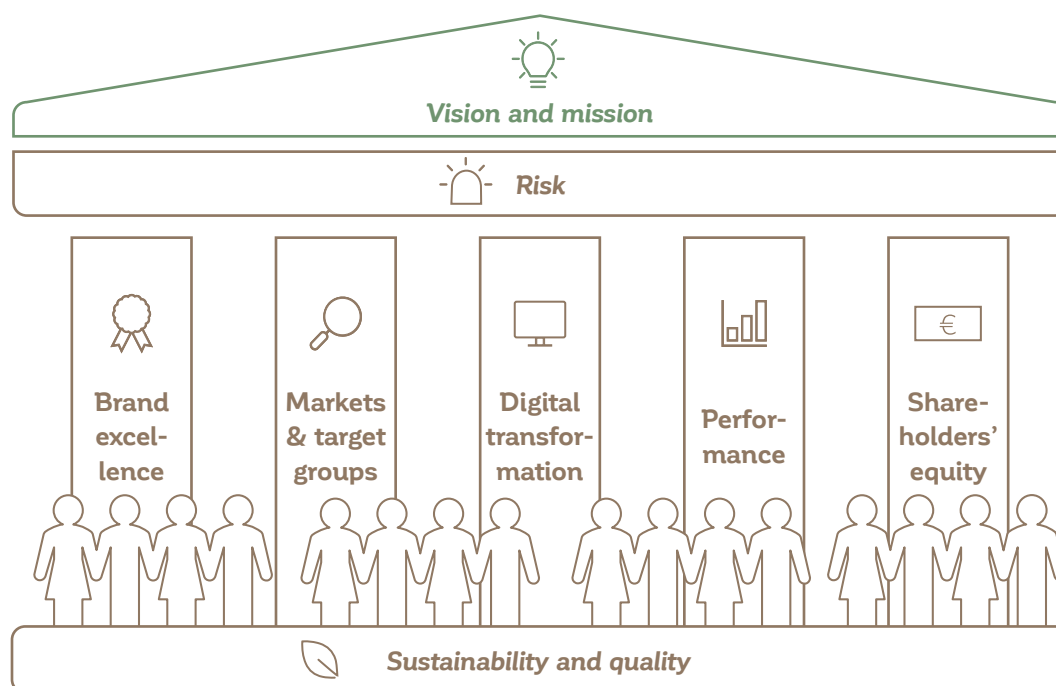 Vision and mission
Risk
Brand
excel-
lence
Markets
& target
groups
Digital
transfor-
mation
Perfor-
mance
€
Share-
holders’
equity
Sustainability and quality